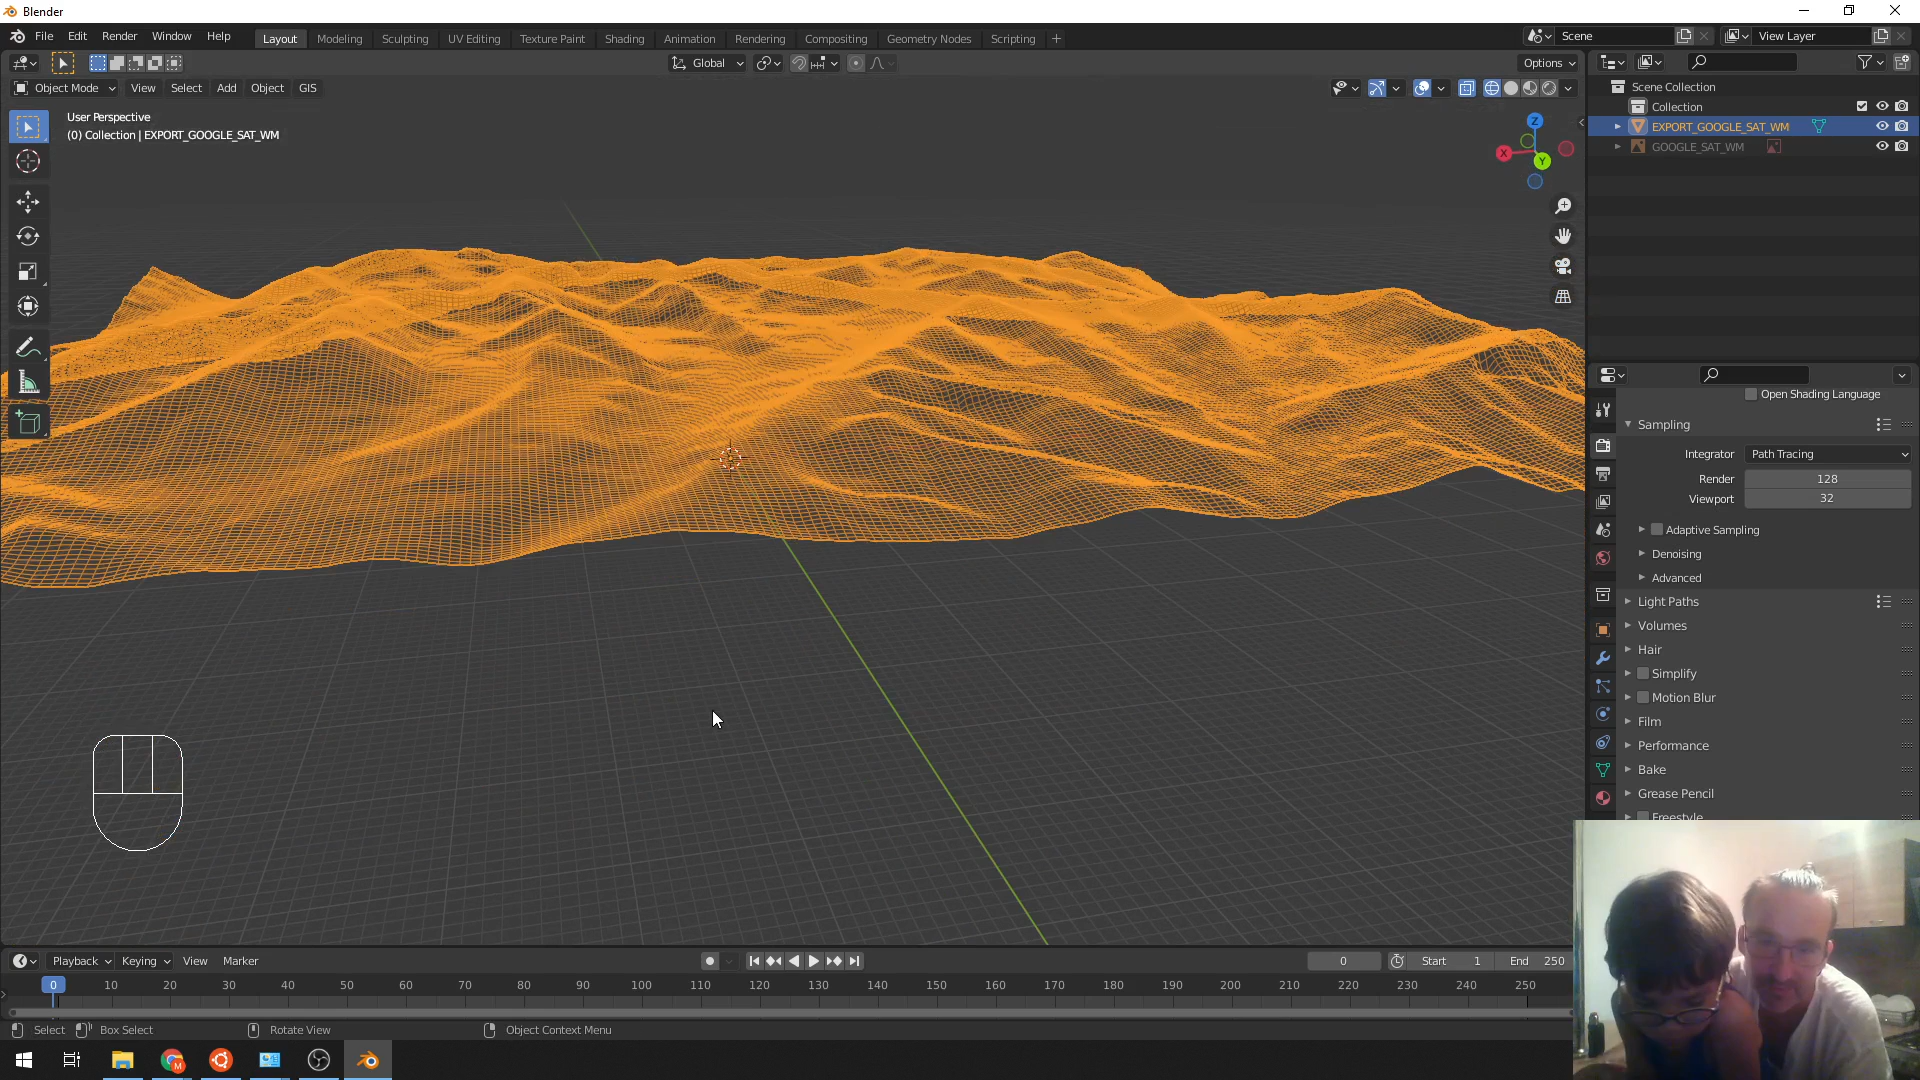 Blender
File Edit Render Window Help Layout Modeling Sculpting UV Editing Texture Paint Shading Animation Rendering Compositing Geometry Nodes Scripting + Scene View Layer
Global Options
Object Mode View Select Add Object GIS
User Perspective
(0) Collection | EXPORT_GOOGLE_SAT_WM
Z
X
Y
Scene Collection
Collection
EXPORT_GOOGLE_SAT_WM
GOOGLE_SAT_WM
Open Shading Language
Sampling
Integrator Path Tracing
Render 128
Viewport 32
Adaptive Sampling
Denoising
Advanced
Light Paths
Volumes
Hair
Simplify
Motion Blur
Film
Performance
Bake
Grease Pencil
Freestyle
Playback Keying View Marker 0 Start 1 End 250
0 10 20 30 40 50 60 70 80 90 100 110 120 130 140 150 160 170 180 190 200 210 220 230 240 250
Select Box Select Rotate View Object Context Menu
M